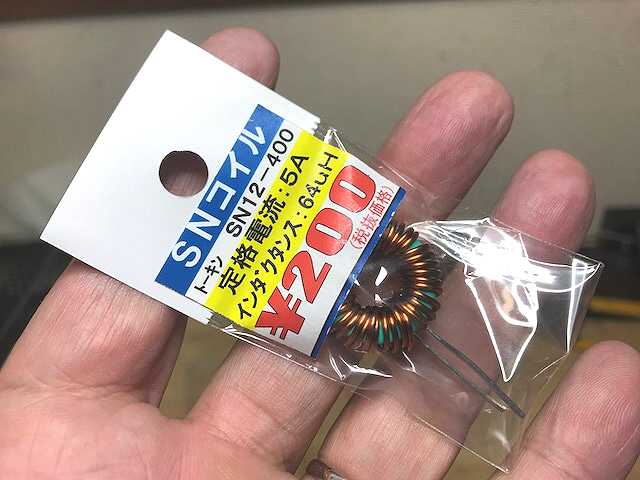 SNコイル
トーキン SN12-400
定格電流:5A
インダクタンス:64uH
¥200
(税抜価格)